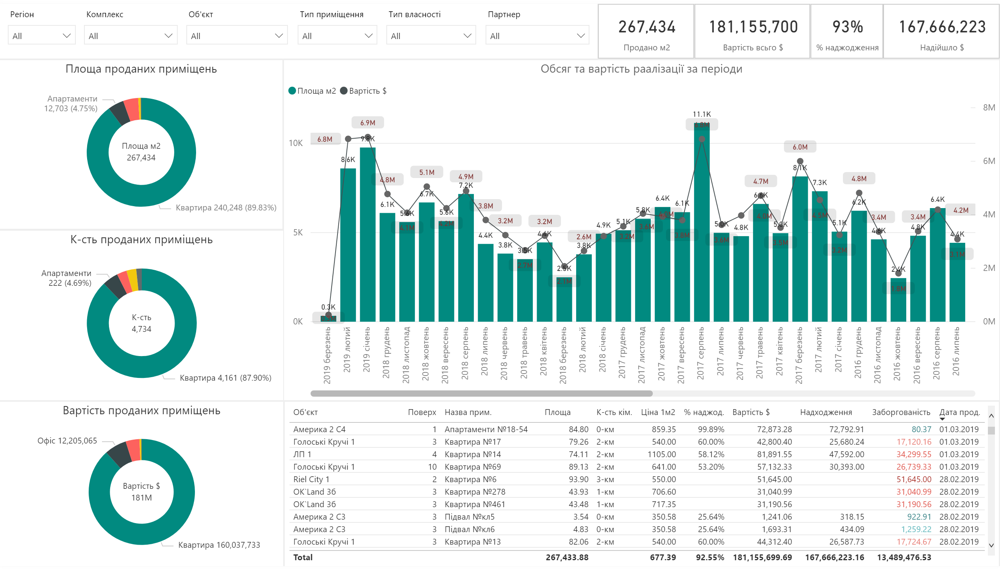 Регіон
Комплекс
Об'єкт
Тип приміщення
Тип власності
Партнер
All
All
All
All
All
All
267,434
Продано м2
181,155,700
Вартість всьго $
93%
% наджодження
167,666,223
Надійшло $
Площа проданих приміщень
Апартаменти
12,703 (4.75%)
Площа м2
267,434
Квартира 240,248 (89.83%)
К-сть проданих приміщень
Апартаменти
222 (4.69%)
К-сть
4,734
Квартира 4,161 (87.90%)
Вартість проданих приміщень
Офіс 12,205,065
Вартість $
181M
Квартира 160,037,733
Обсяг та вартість раалізації за періоди
Площа м2 Вартість $
10K
5K
0K
8M
6M
4M
2M
0M
0.3K
8.6K
9.8K
6.1K
5.6K
6.7K
5.6K
7.2K
4.4K
3.8K
3.5K
4.4K
2.5K
3.8K
4.9K
5.1K
5.8K
6.4K
6.1K
11.1K
5.0K
4.8K
6.6K
5.0K
8.1K
7.3K
5.1K
6.2K
4.6K
2.4K
4.8K
6.4K
4.4K
0.3M
6.8M
6.9M
4.8M
4.1M
5.1M
4.2M
4.9M
3.8M
3.2M
2.7M
3.2M
2.1M
2.6M
3.2M
3.6M
4.0M
3.8M
6.8M
3.6M
4.0M
4.7M
3.5M
6.0M
4.5M
3.2M
4.8M
3.4M
1.8M
3.4M
4.2M
3.1M
2019 березень
2019 лютий
2019 січень
2018 грудень
2018 листопад
2018 жовтень
2018 вересень
2018 серпень
2018 липень
2018 червень
2018 травень
2018 квітень
2018 березень
2018 лютий
2018 січень
2017 грудень
2017 листопад
2017 жовтень
2017 вересень
2017 серпень
2017 липень
2017 червень
2017 травень
2017 квітень
2017 березень
2017 лютий
2017 січень
2016 грудень
2016 листопад
2016 жовтень
2016 вересень
2016 серпень
2016 липень
Об'єкт Поверх Назва прим. Площа К-сть кім. Ціна 1м2 % наджод. Вартість $ Надходження Заборгованість Дата прод.
Америка 2 С4 1 Апартаменти №18-54 84.80 0-км 859.35 99.89% 72,873.28 72,792.91 80.37 01.03.2019
Голоські Кручі 1 3 Квартира №17 79.26 2-км 540.00 60.00% 42,800.40 25,680.24 17,120.16 01.03.2019
ЛП 1 4 Квартира №14 74.11 2-км 1105.00 58.12% 81,891.55 47,592.00 34,299.55 01.03.2019
Голоські Кручі 1 10 Квартира №69 89.13 2-км 641.00 53.20% 57,132.33 30,393.00 26,739.33 01.03.2019
Riel City 1 2 Квартира №6 93.90 3-км 550.00 51,645.00 51,645.00 28.02.2019
OK`Land 3б 3 Квартира №278 43.93 1-км 706.60 31,040.99 31,040.99 28.02.2019
OK`Land 3б 3 Квартира №461 43.48 1-км 717.35 31,190.56 31,190.56 28.02.2019
Америка 2 С3 3 Підвал №кл5 3.54 0-км 350.58 25.64% 1,241.06 318.15 922.91 28.02.2019
Америка 2 С3 3 Підвал №кл6 4.83 0-км 350.58 25.64% 1,693.31 434.09 1,259.22 28.02.2019
Голоські Кручі 1 3 Квартира №13 82.06 2-км 540.00 60.00% 44,312.40 26,587.73 17,724.67 28.02.2019
Total 267,433.88 677.39 92.55% 181,155,699.69 167,666,223.16 13,489,476.53